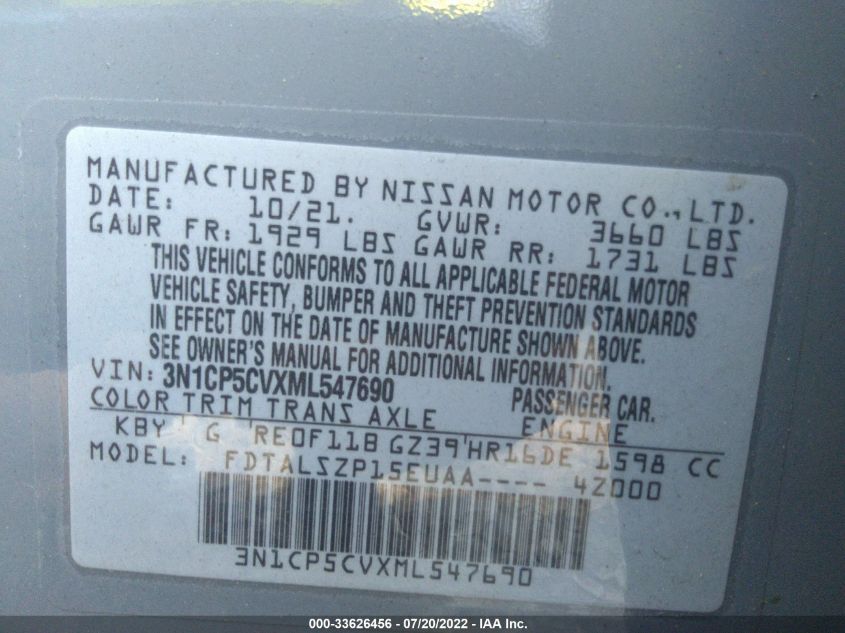 MANUFACTURED BY NISSAN MOTOR CO., LTD.
DATE: 10/21. GVWR: 3660 LBS
GAWR FR: 1929 LBS GAWR RR: 1731 LBS
THIS VEHICLE CONFORMS TO ALL APPLICABLE FEDERAL MOTOR
VEHICLE SAFETY, BUMPER AND THEFT PREVENTION STANDARDS
IN EFFECT ON THE DATE OF MANUFACTURE SHOWN ABOVE.
SEE OWNER'S MANUAL FOR ADDITIONAL INFORMATION.
VIN: 3N1CP5CVXML547690 PASSENGER CAR.
COLOR TRIM TRANS AXLE ENGINE
KBY G RE0F11B GZ39 HR16DE 1598 CC
MODEL: FDTALSZP15EUAA---- 4Z000
3N1CP5CVXML547690
000-33626456 - 07/20/2022 - IAA Inc.